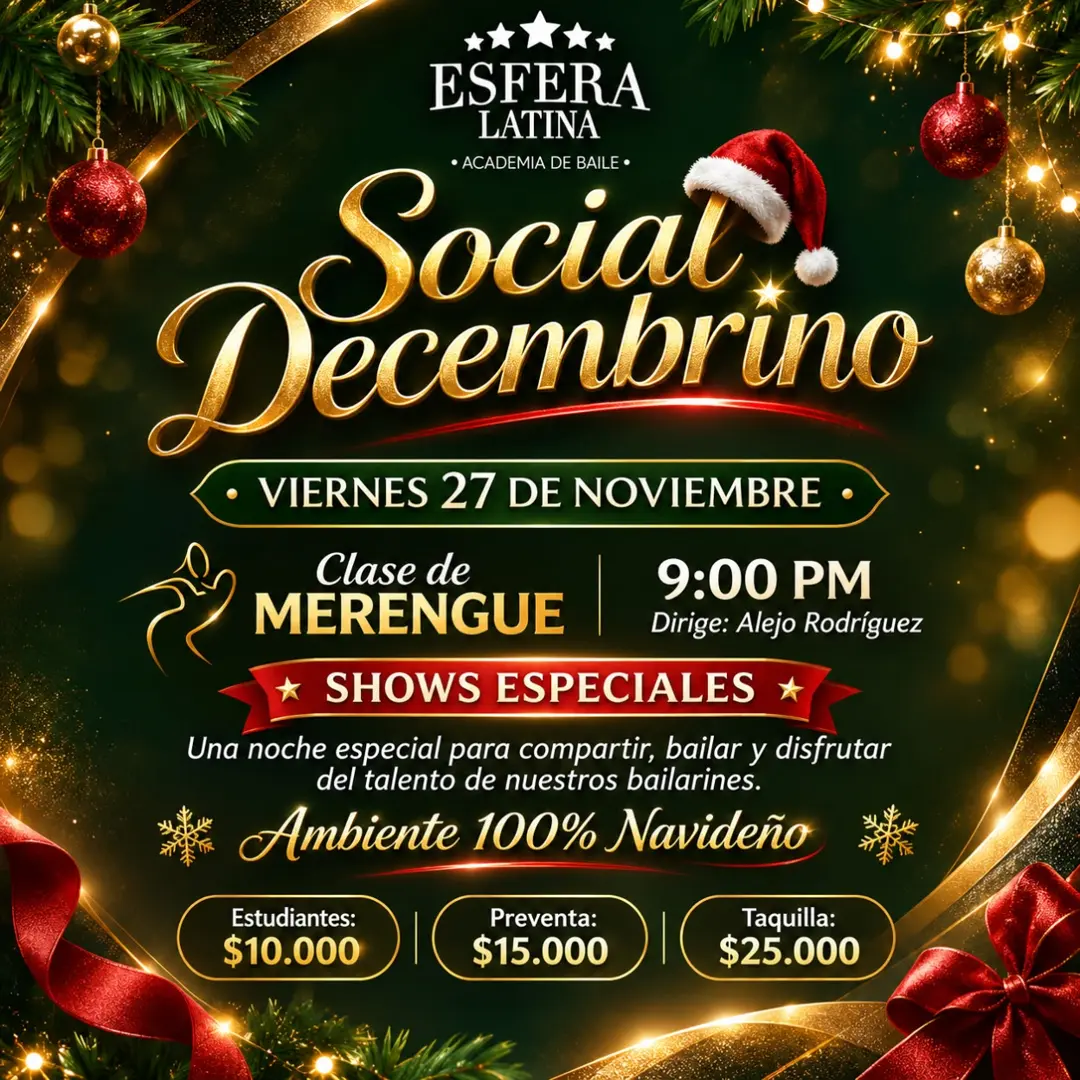 ESFERA
LATINA
• ACADEMIA DE BAILE •
Social
Decembrino
• VIERNES 27 DE NOVIEMBRE •
Clase de
MERENGUE
9:00 PM
Dirige: Alejo Rodríguez
SHOWS ESPECIALES
Una noche especial para compartir, bailar y disfrutar
del talento de nuestros bailarines.
Ambiente 100% Navideño
Estudiantes:
$10.000
Preventa:
$15.000
Taquilla:
$25.000